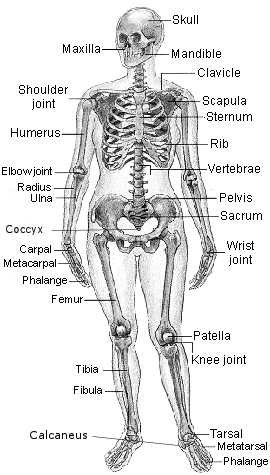 Skull
Maxilla
Mandible
Clavicle
Shoulder
joint
Scapula
Sternum
Humerus
Rib
Elbow joint
Vertebrae
Radius
Ulna
Pelvis
Sacrum
Coccyx
Carpal
Wrist
joint
Metacarpal
Phalange
Femur
Patella
Knee joint
Tibia
Fibula
Calcaneus
Tarsal
Metatarsal
Phalange